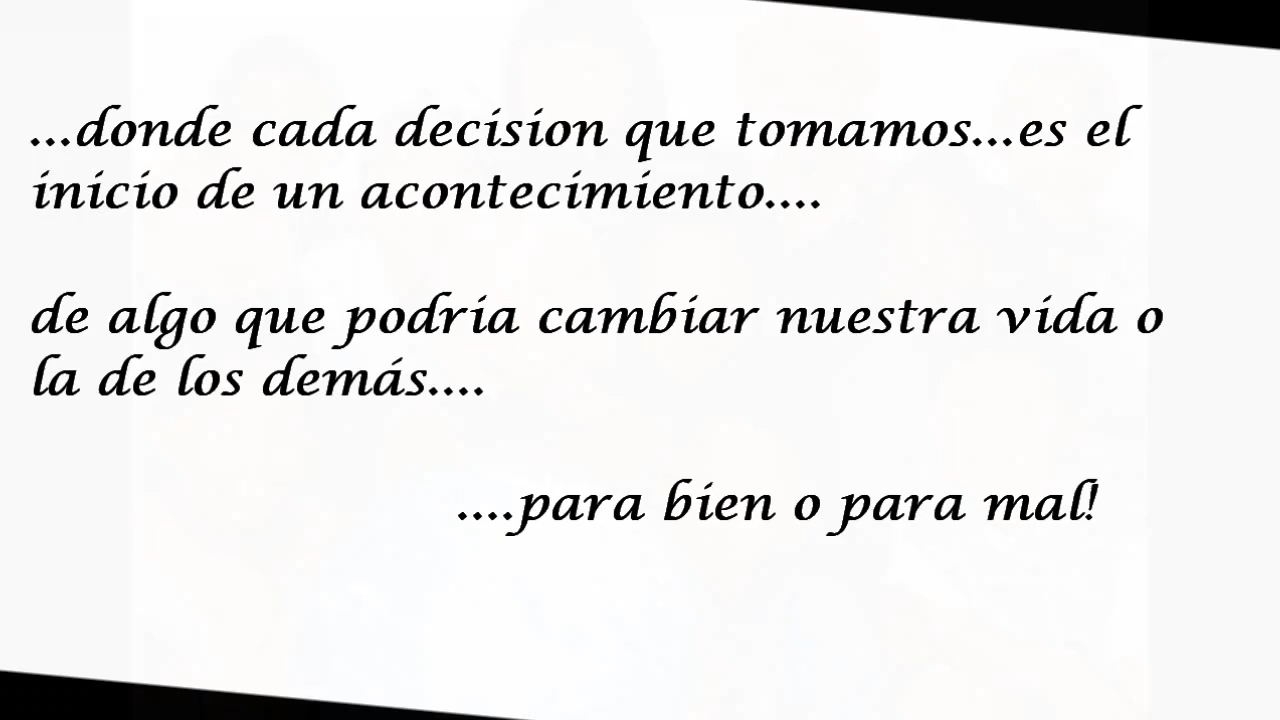 ...donde cada decision que tomamos...es el
inicio de un acontecimiento....
de algo que podría cambiar nuestra vida o
la de los demás....
....para bien o para mal!